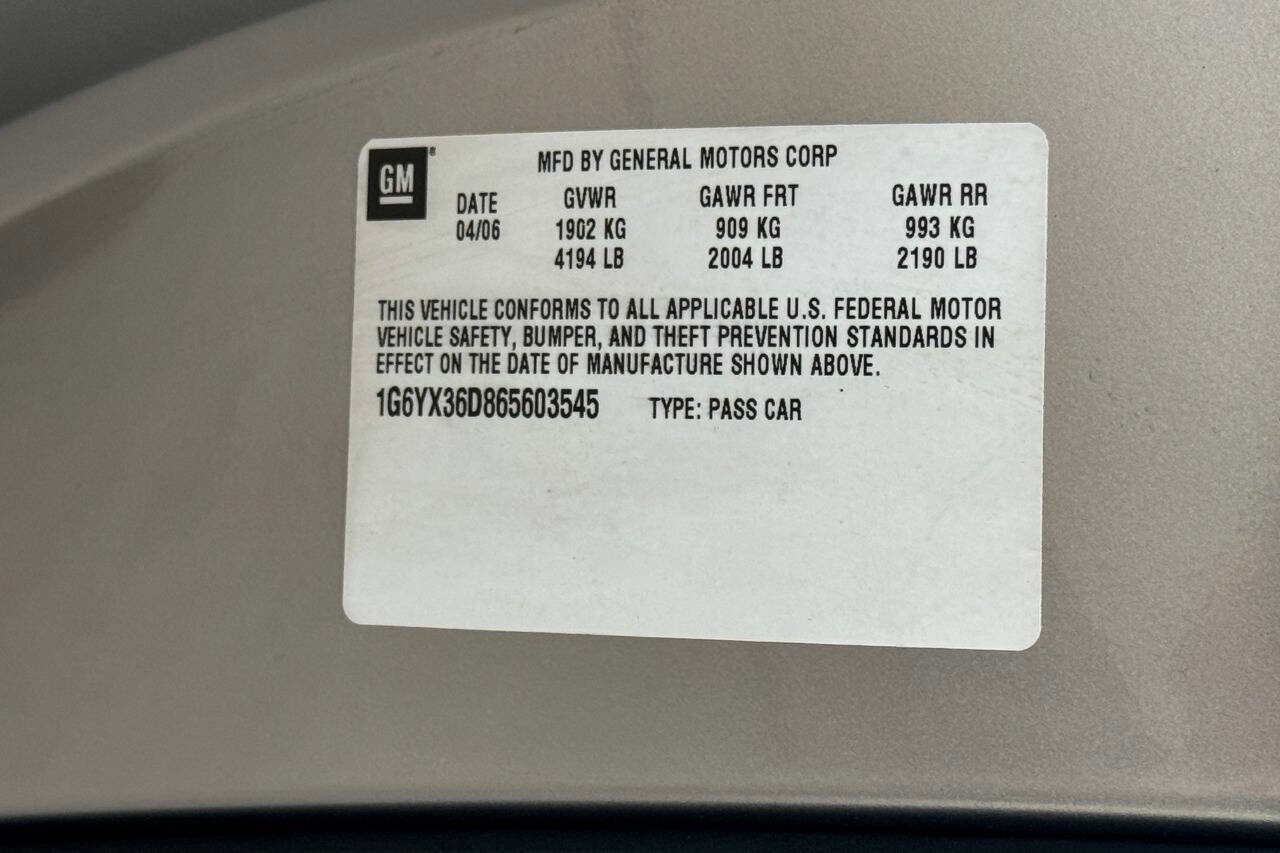 GM®
MFD BY GENERAL MOTORS CORP
DATE GVWR GAWR FRT GAWR RR
04/06 1902 KG 909 KG 993 KG
4194 LB 2004 LB 2190 LB
THIS VEHICLE CONFORMS TO ALL APPLICABLE U.S. FEDERAL MOTOR
VEHICLE SAFETY, BUMPER, AND THEFT PREVENTION STANDARDS IN
EFFECT ON THE DATE OF MANUFACTURE SHOWN ABOVE.
1G6YX36D865603545 TYPE: PASS CAR